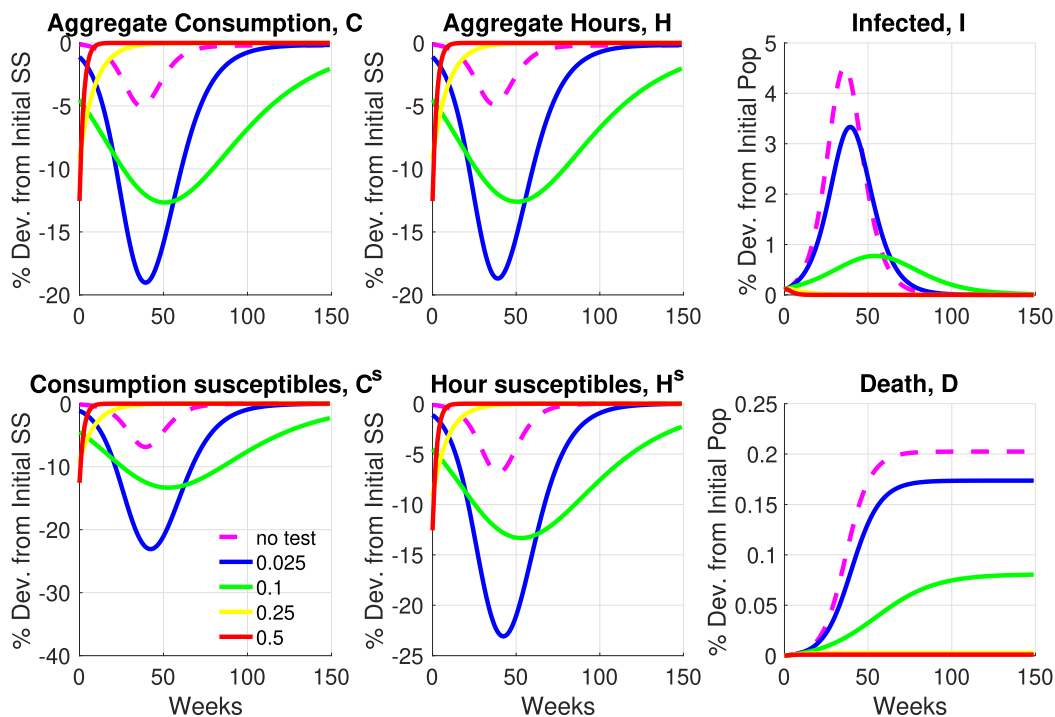 Aggregate Consumption, C
% Dev. from Initial SS
0
-5
-10
-15
-20
0 50 100 150
Aggregate Hours, H
% Dev. from Initial SS
0
-5
-10
-15
-20
0 50 100 150
Infected, I
% Dev. from Initial Pop
5
4
3
2
1
0
0 50 100 150
Consumption susceptibles, C^s
% Dev. from Initial SS
0
-10
-20
-30
-40
no test
0.025
0.1
0.25
0.5
0 50 100 150
Weeks
Hour susceptibles, H^s
% Dev. from Initial SS
0
-5
-10
-15
-20
-25
0 50 100 150
Weeks
Death, D
% Dev. from Initial Pop
0.25
0.2
0.15
0.1
0.05
0
0 50 100 150
Weeks